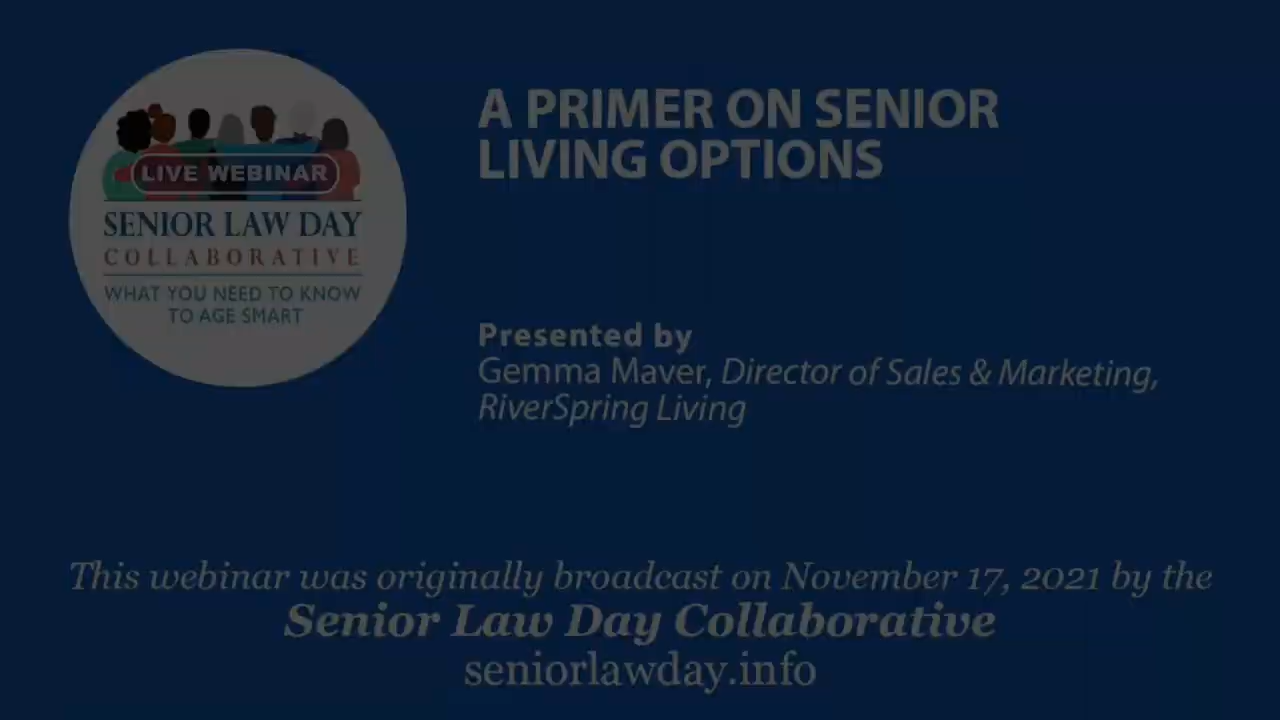 LIVE WEBINAR
SENIOR LAW DAY
COLLABORATIVE
WHAT YOU NEED TO KNOW
TO AGE SMART
A PRIMER ON SENIOR
LIVING OPTIONS
Presented by
Gemma Maver, Director of Sales & Marketing,
RiverSpring Living
This webinar was originally broadcast on November 17, 2021 by the
Senior Law Day Collaborative
seniorlawday.info